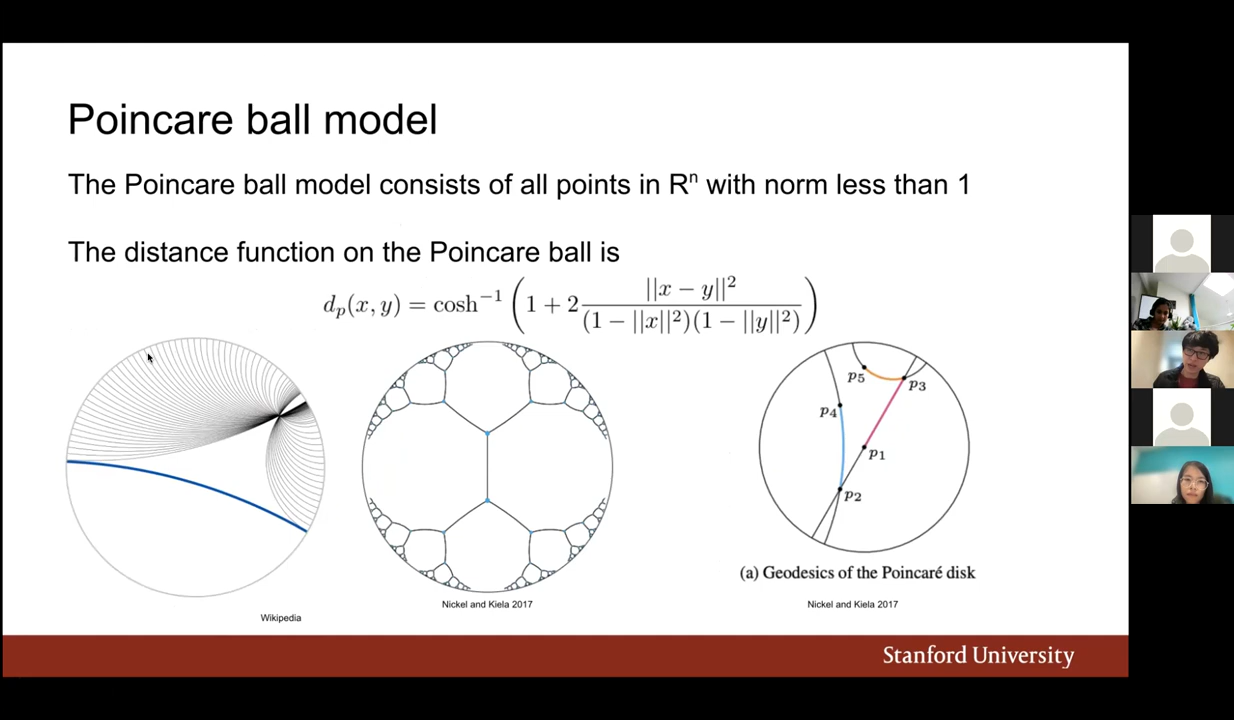 Poincare ball model
The Poincare ball model consists of all points in Rⁿ with norm less than 1
The distance function on the Poincare ball is
dₚ(x, y) = cosh⁻¹ (1 + 2 ||x − y||² / (1 − ||x||²)(1 − ||y||²))
p5
p3
p4
p1
p2
(a) Geodesics of the Poincaré disk
Nickel and Kiela 2017
Nickel and Kiela 2017
Wikipedia
Stanford University